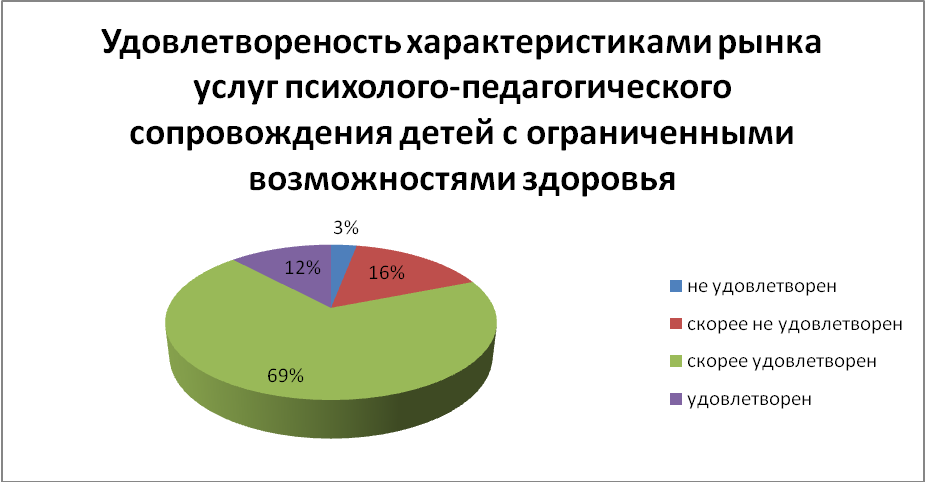 Удовлетвореность характеристиками рынка
услуг психолого-педагогического
сопровождения детей с ограниченными
возможностями здоровья
3%
12%
16%
69%
не удовлетворен
скорее не удовлетворен
скорее удовлетворен
удовлетворен